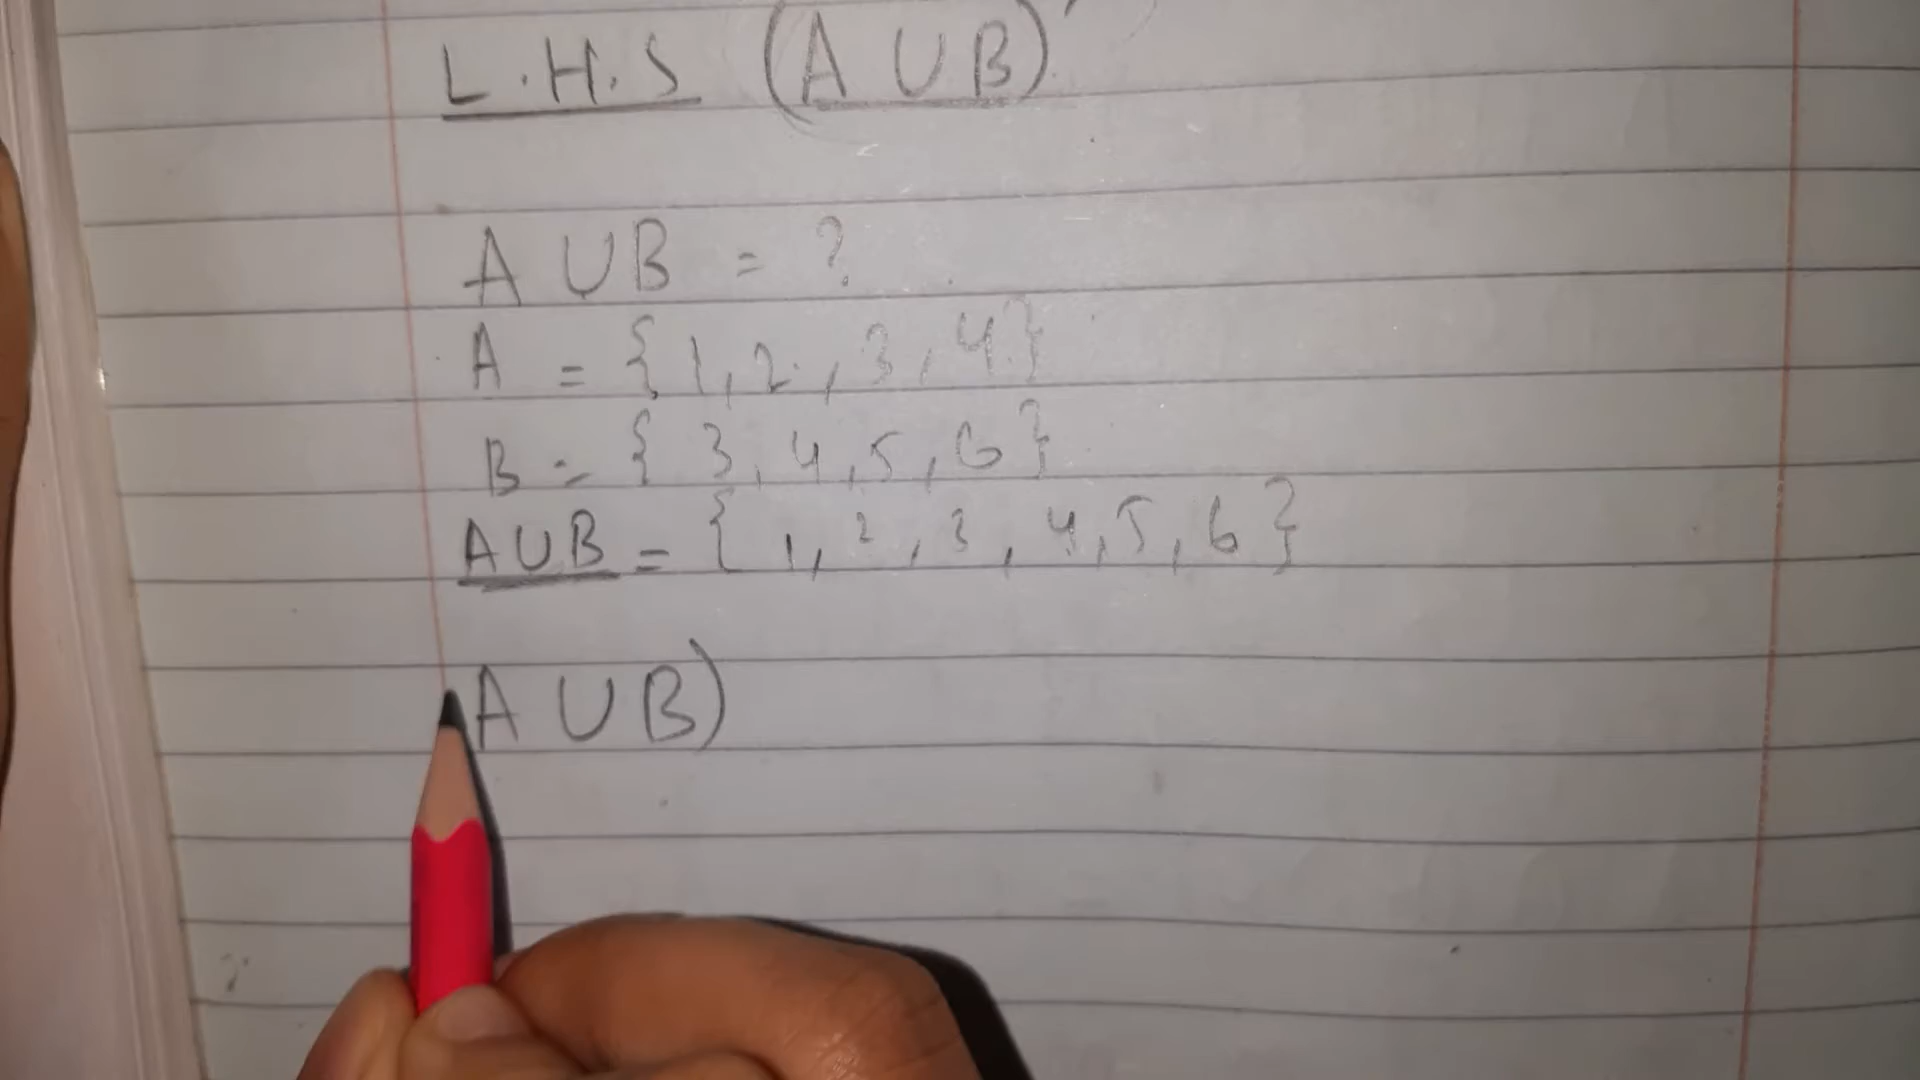 L.H.S (A ∪ B)'
A ∪ B = ?
A = {1, 2, 3, 4}
B = {3, 4, 5, 6}
A∪B = {1, 2, 3, 4, 5, 6}
A ∪ B)